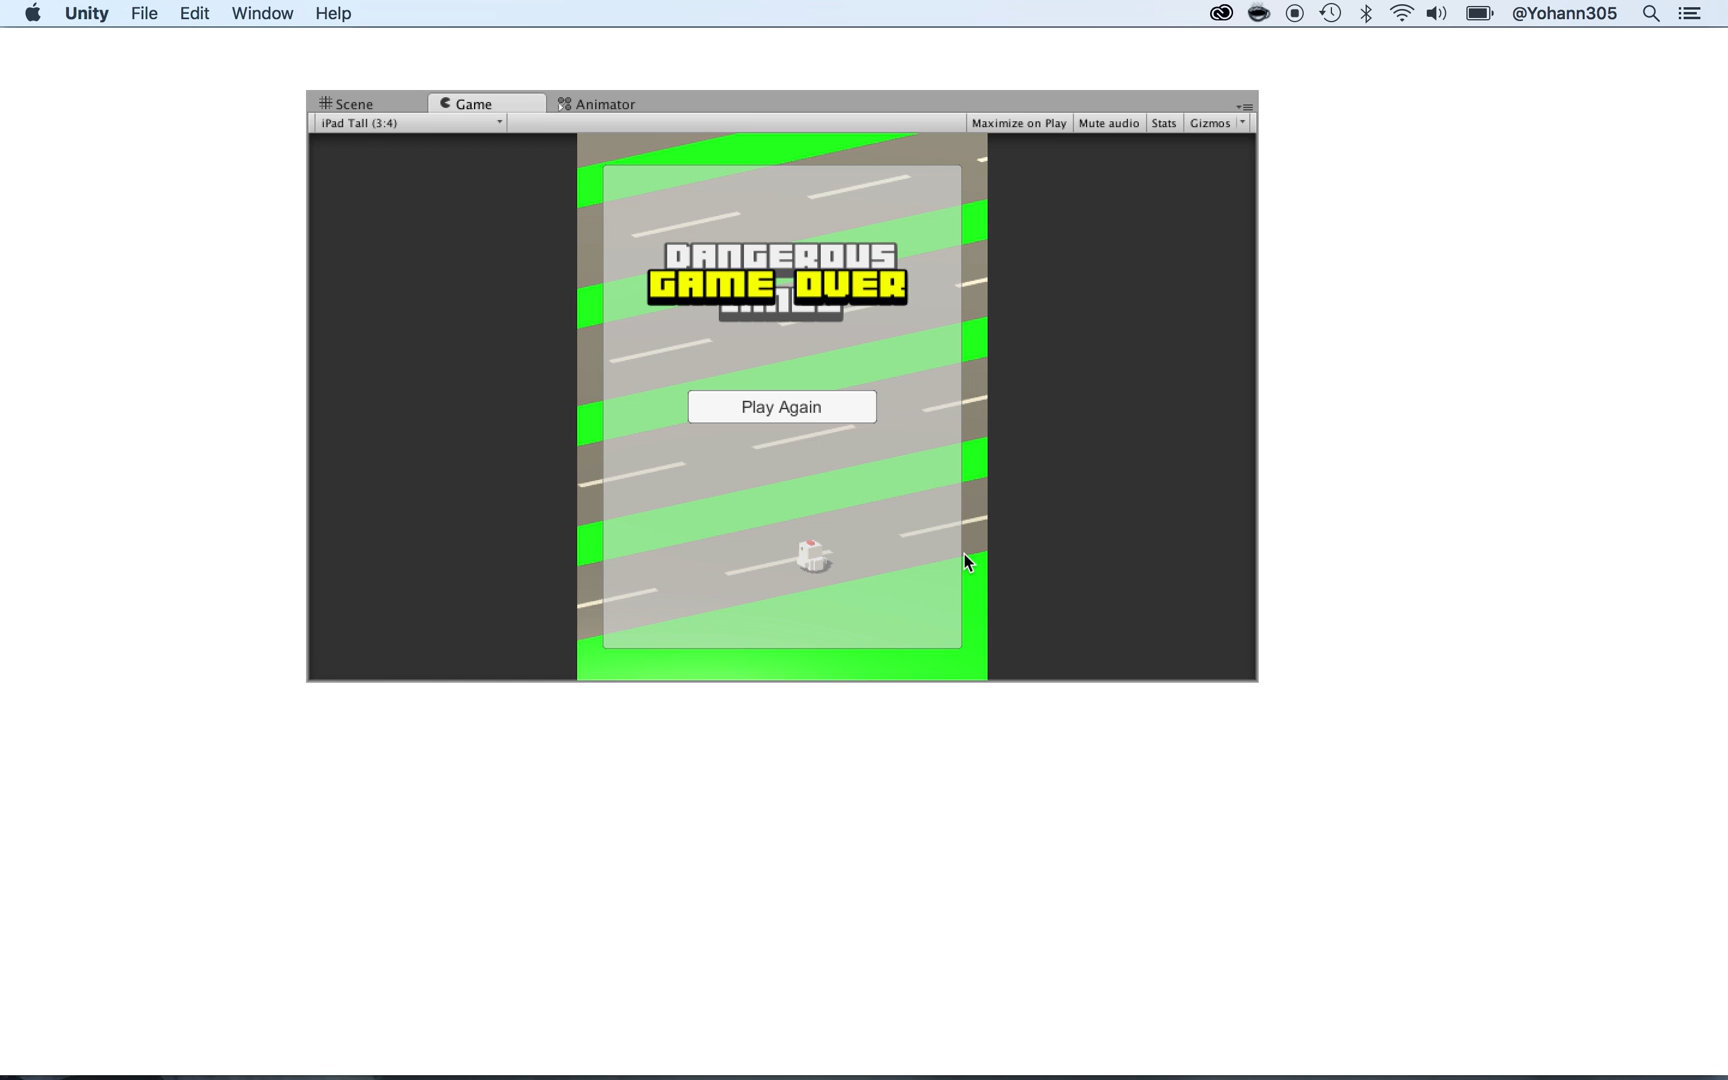 Unity File Edit Window Help @Yohann305
Scene Game Animator
iPad Tall (3:4) Maximize on Play Mute audio Stats Gizmos
DANGEROUS
GAME OVER
Play Again